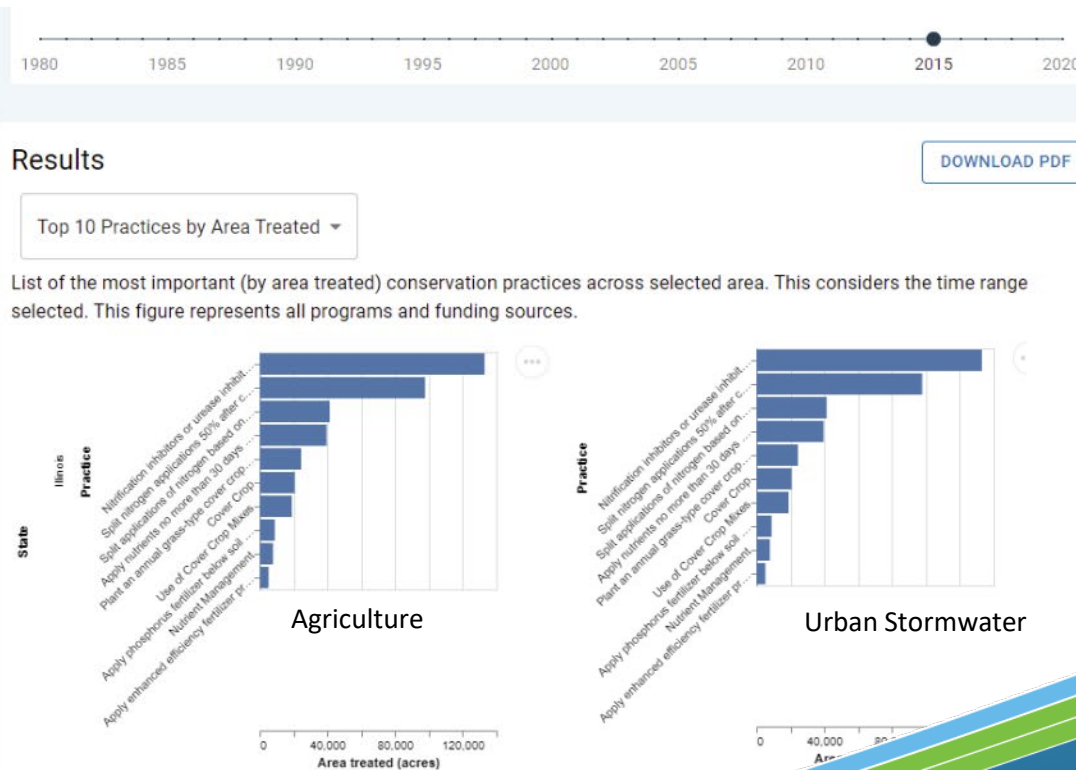 1980 1985 1990 1995 2000 2005 2010 2015 2020
Results
DOWNLOAD PDF
Top 10 Practices by Area Treated
List of the most important (by area treated) conservation practices across selected area. This considers the time range
selected. This figure represents all programs and funding sources.
State
Illinois
Practice
Nitrification inhibitors or urease inhibit...
Split nitrogen applications 50% after c...
Split applications of nitrogen based on...
Apply nutrients no more than 30 days ...
Plant an annual grass-type cover crop...
Cover Crop
Use of Cover Crop Mixes
Apply phosphorus fertilizer below soil ...
Nutrient Management
Apply enhanced efficiency fertilizer pr...
Agriculture
0 40,000 80,000 120,000
Area treated (acres)
Practice
Nitrification inhibitors or urease inhibit...
Split nitrogen applications 50% after c...
Split applications of nitrogen based on...
Apply nutrients no more than 30 days ...
Plant an annual grass-type cover crop...
Cover Crop
Use of Cover Crop Mixes
Apply phosphorus fertilizer below soil ...
Nutrient Management
Apply enhanced efficiency fertilizer pr...
Urban Stormwater
0 40,000